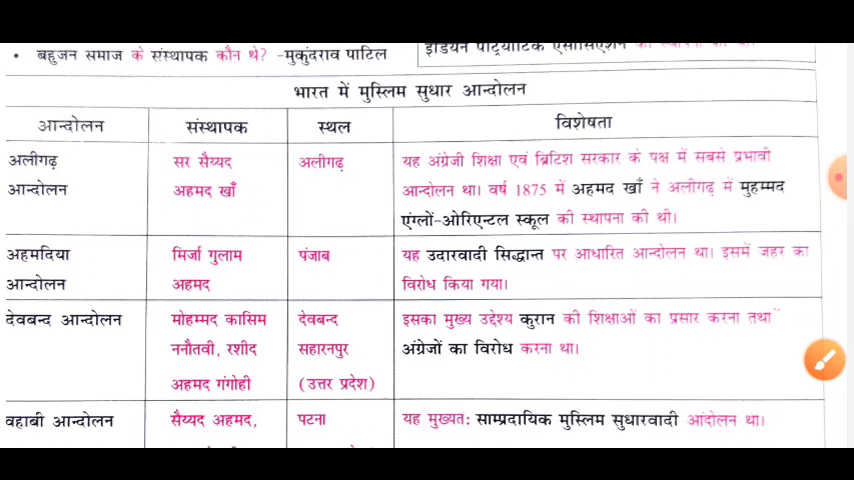 • बहुजन समाज के संस्थापक कौन थे? -मुकुंदराव पाटिल
इंडियन पैट्रियाटिक एसोसिएशन की स्थापना की थी।
भारत में मुस्लिम सुधार आन्दोलन
आन्दोलन संस्थापक स्थल विशेषता
अलीगढ़ सर सैय्यद अलीगढ़ यह अंग्रेजी शिक्षा एवं ब्रिटिश सरकार के पक्ष में सबसे प्रभावी
आन्दोलन अहमद खाँ आन्दोलन था। वर्ष 1875 में अहमद खाँ ने अलीगढ़ में मुहम्मद
एंग्लों-ओरिएन्टल स्कूल की स्थापना की थी।
अहमदिया मिर्जा गुलाम पंजाब यह उदारवादी सिद्धान्त पर आधारित आन्दोलन था। इसमें जहर का
आन्दोलन अहमद विरोध किया गया।
देवबन्द आन्दोलन मोहम्मद कासिम देवबन्द इसका मुख्य उद्देश्य कुरान की शिक्षाओं का प्रसार करना तथा
ननौतवी, रशीद सहारनपुर अंग्रेजों का विरोध करना था।
अहमद गंगोही (उत्तर प्रदेश)
वहाबी आन्दोलन सैय्यद अहमद, पटना यह मुख्यत: साम्प्रदायिक मुस्लिम सुधारवादी आंदोलन था।